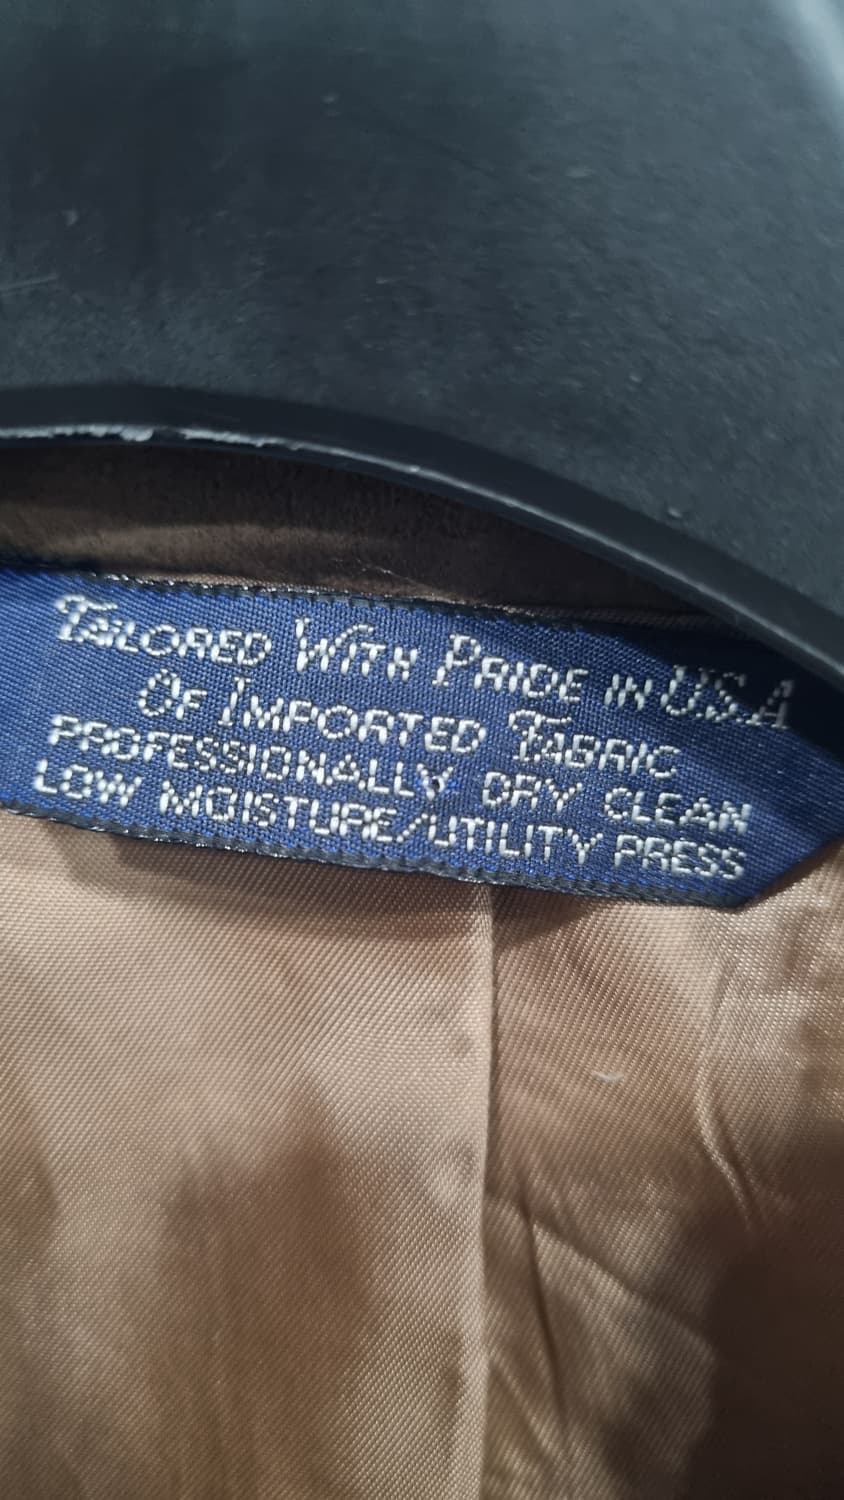 Tailored With Pride in USA
Of Imported Fabric
PROFESSIONALLY DRY CLEAN
LOW MOISTURE/UTILITY PRESS